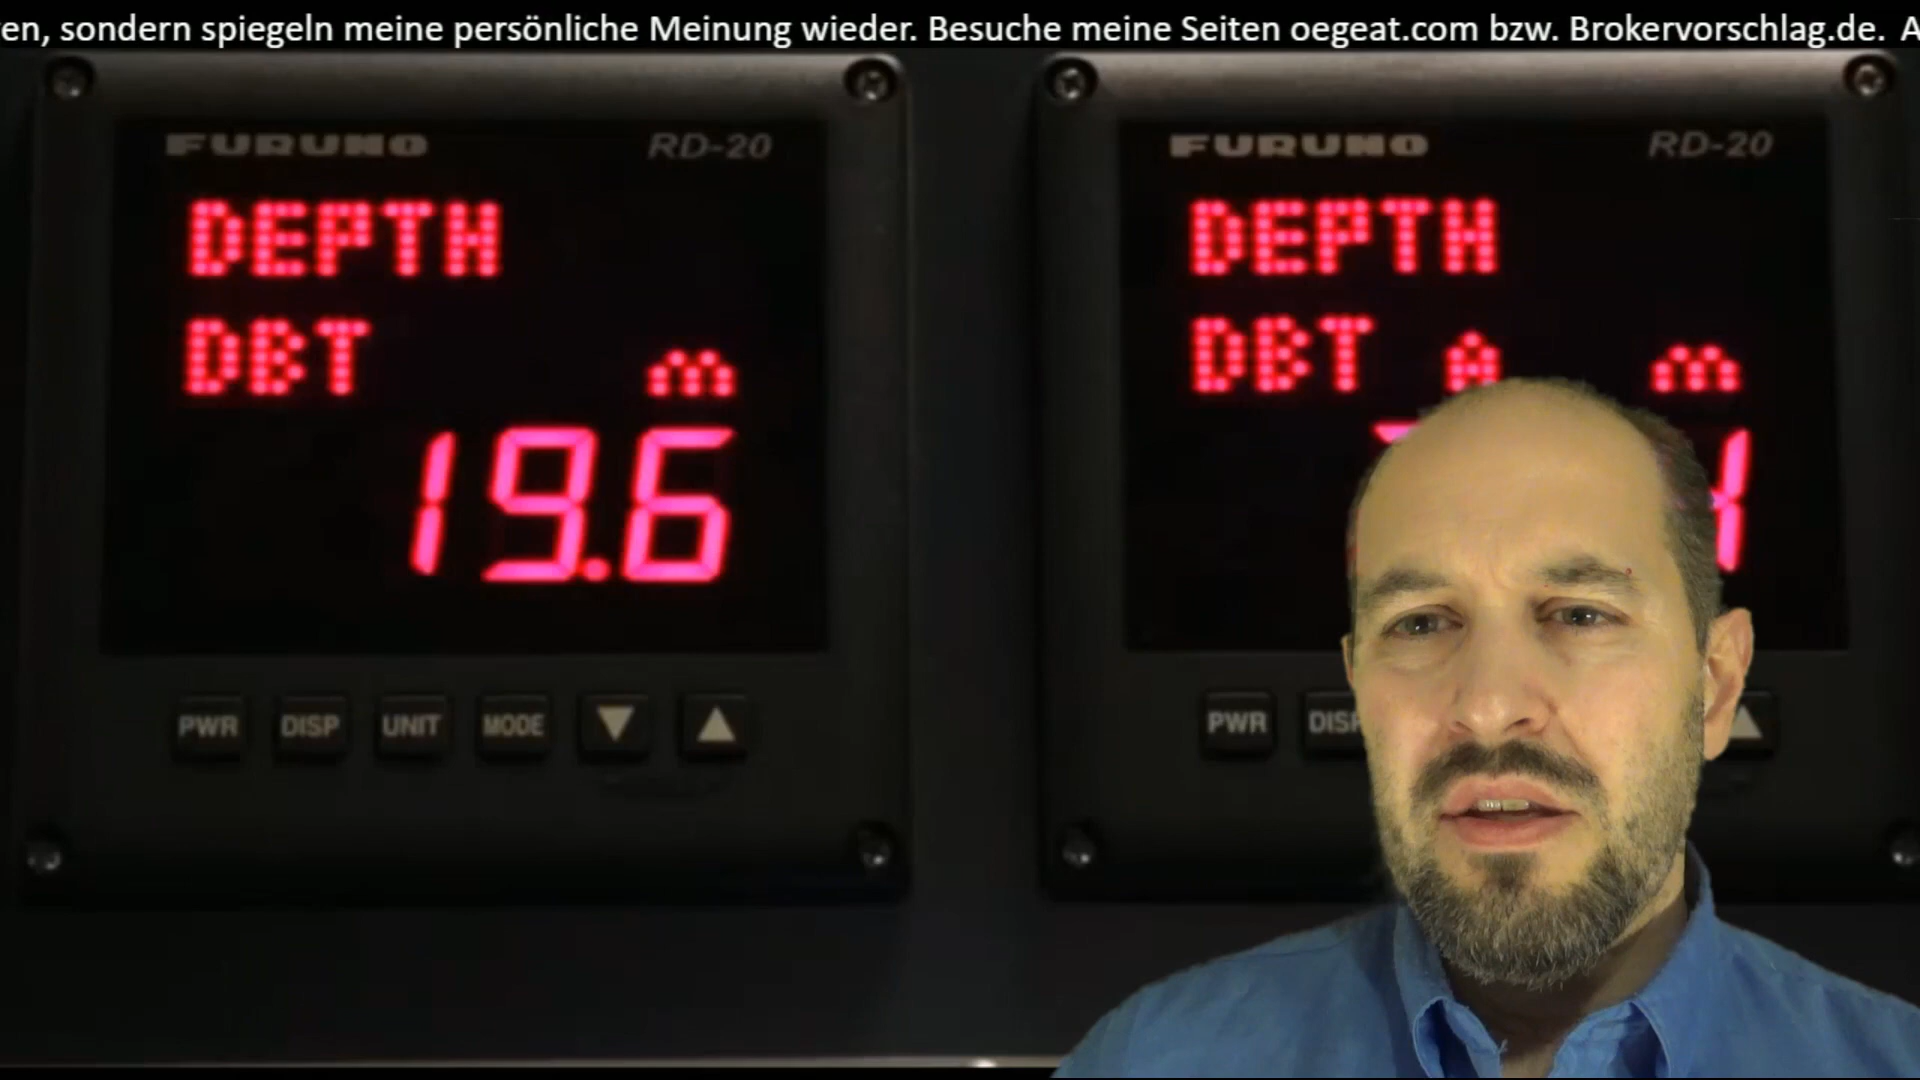 sondern spiegeln meine persönliche Meinung wieder. Besuche meine Seiten oegeat.com bzw. Brokervorschlag.de.
FURUNO RD-20
DEPTH
DBT m
19.6
PWR DISP UNIT MODE
FURUNO RD-20
DEPTH
DBT A m
PWR